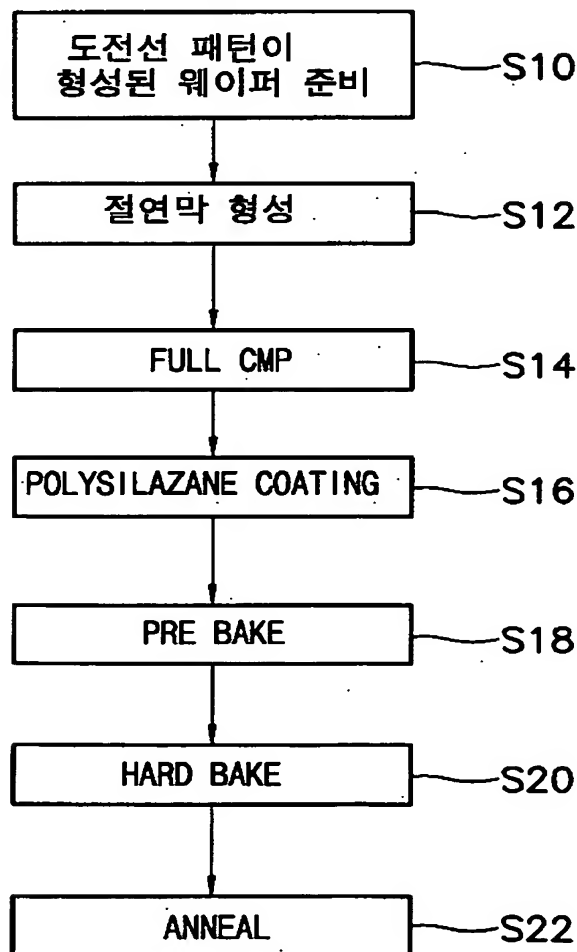 도전선 패턴이
형성된 웨이퍼 준비
S10
절연막 형성
S12
FULL CMP
S14
POLYSILAZANE COATING
S16
PRE BAKE
S18
HARD BAKE
S20
ANNEAL
S22